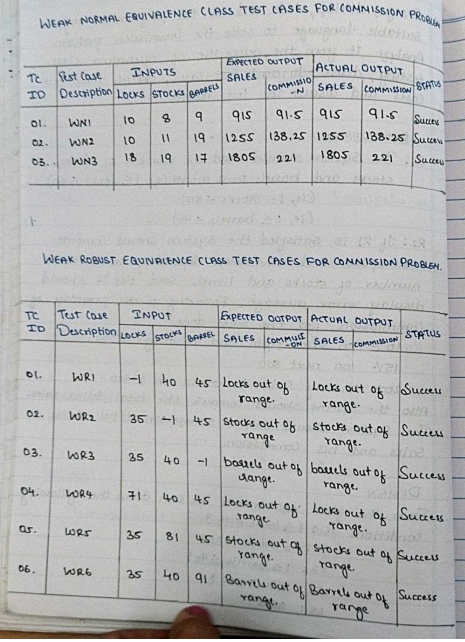 WEAK NORMAL EQUIVALENCE CLASS TEST CASES FOR COMMISSION PROBLEM
TC ID Test Case Description INPUTS EXPECTED OUTPUT ACTUAL OUTPUT STATUS
LOCKS STOCKS BARRELS SALES COMMISSIO-N SALES COMMISSION
01. WN1 10 8 9 915 91.5 915 91.5 Success
02. WN2 10 11 19 1255 138.25 1255 138.25 Success
03. WN3 18 19 17 1805 221 1805 221 Success
WEAK ROBUST EQUIVALENCE CLASS TEST CASES FOR COMMISSION PROBLEM.
TC ID Test Case Description INPUT EXPECTED OUTPUT ACTUAL OUTPUT STATUS
LOCKS STOCKS BARREL SALES COMMISSI-ON SALES COMMISSION
01. WR1 -1 40 45 Locks out of Locks out of Success
range. range.
02. WR2 35 -1 45 Stocks out of Stocks out of Success
range range.
03. WR3 35 40 -1 barrels out of barrels out of Success
range. range.
04. WR4 71 40 45 Locks out of Locks out of Success
range. range.
05. WR5 35 81 45 Stocks out of Stocks out of Success
range. range.
06. WR6 35 40 91 Barrels out of Barrels out of Success
range. range